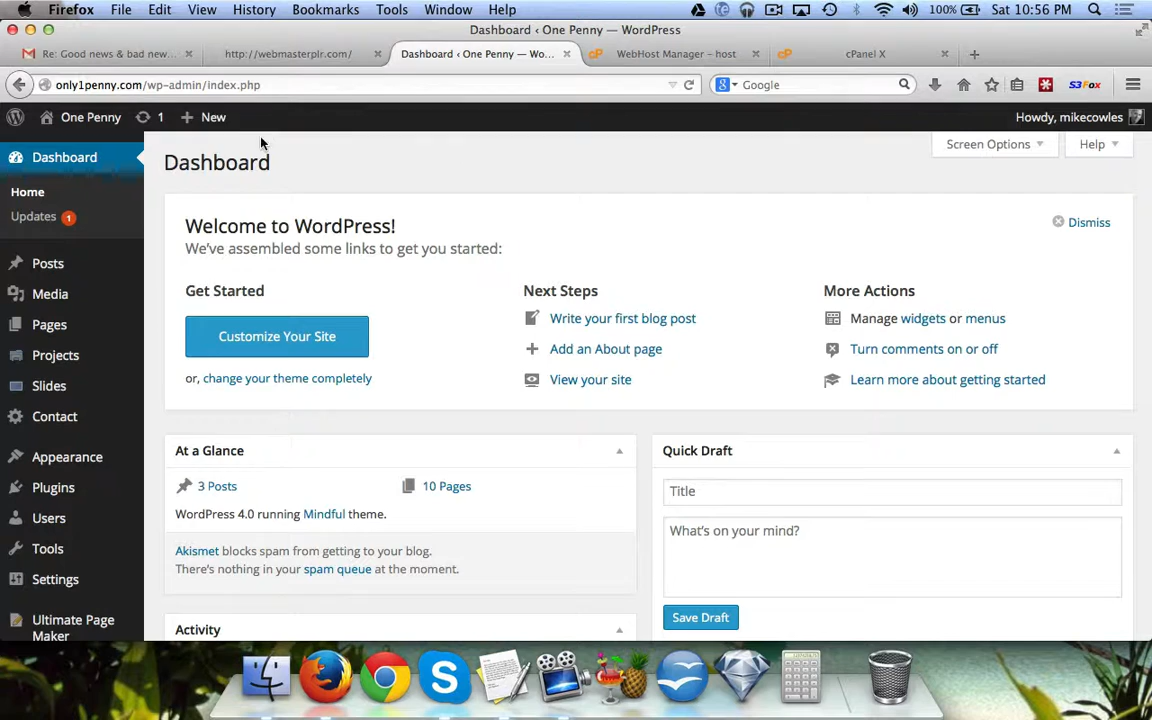 Firefox File Edit View History Bookmarks Tools Window Help 100% Sat 10:56 PM
Dashboard ‹ One Penny — WordPress
Re: Good news & bad new... × http://webmasterplr.com/ × Dashboard ‹ One Penny — Wo... × WebHost Manager – host × cPanel X × +
only1penny.com/wp-admin/index.php Google S3Fox
One Penny 1 + New Howdy, mikecowles
Dashboard Screen Options Help
Dashboard
Home
Updates 1
Posts
Media
Pages
Projects
Slides
Contact
Appearance
Plugins
Users
Tools
Settings
Ultimate Page
Maker
Welcome to WordPress! Dismiss
We've assembled some links to get you started:
Get Started
Customize Your Site
or, change your theme completely
Next Steps
Write your first blog post
Add an About page
View your site
More Actions
Manage widgets or menus
Turn comments on or off
Learn more about getting started
At a Glance
3 Posts 10 Pages
WordPress 4.0 running Mindful theme.
Akismet blocks spam from getting to your blog.
There's nothing in your spam queue at the moment.
Activity
Quick Draft
Title
What's on your mind?
Save Draft